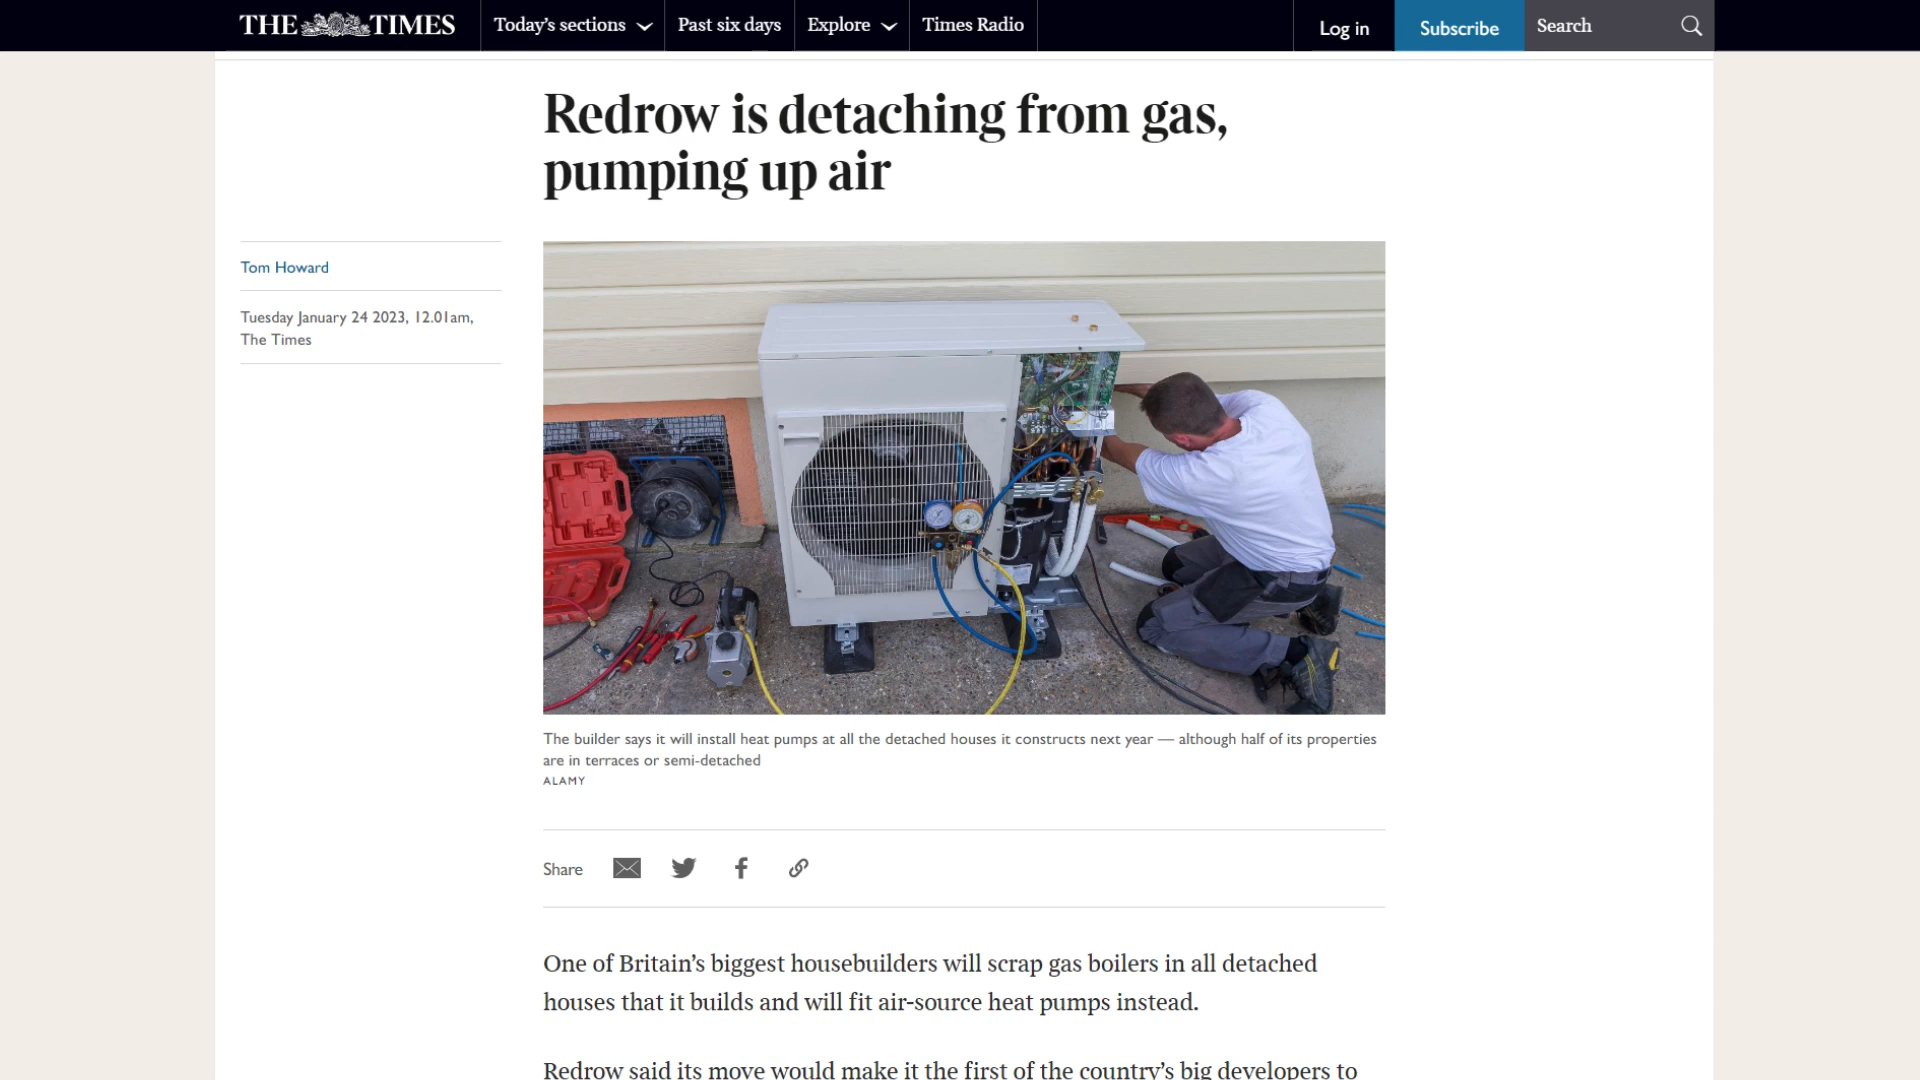 THE TIMES
Today's sections
Past six days
Explore
Times Radio
Log in
Subscribe
Search
Redrow is detaching from gas,
pumping up air
Tom Howard
Tuesday January 24 2023, 12.01am,
The Times
The builder says it will install heat pumps at all the detached houses it constructs next year — although half of its properties
are in terraces or semi-detached
ALAMY
Share
One of Britain’s biggest housebuilders will scrap gas boilers in all detached
houses that it builds and will fit air-source heat pumps instead.
Redrow said its move would make it the first of the country’s big developers to